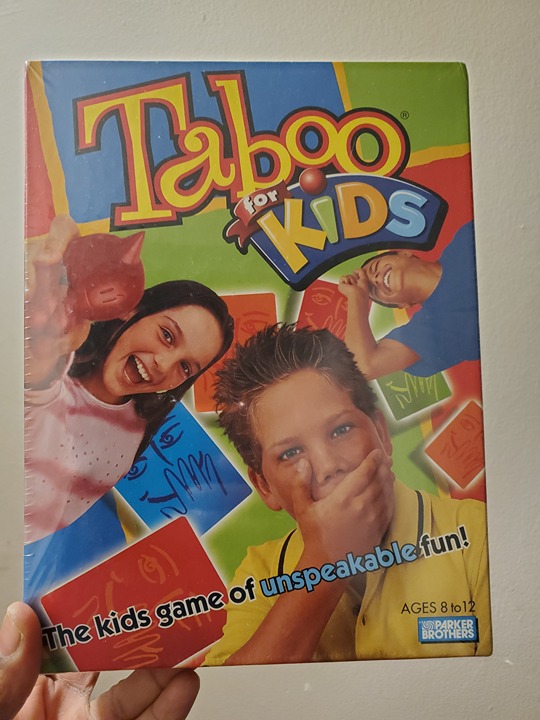 Taboo®
for
KiDS
The kids game of unspeakable fun!
AGES 8 to 12
PARKER
BROTHERS